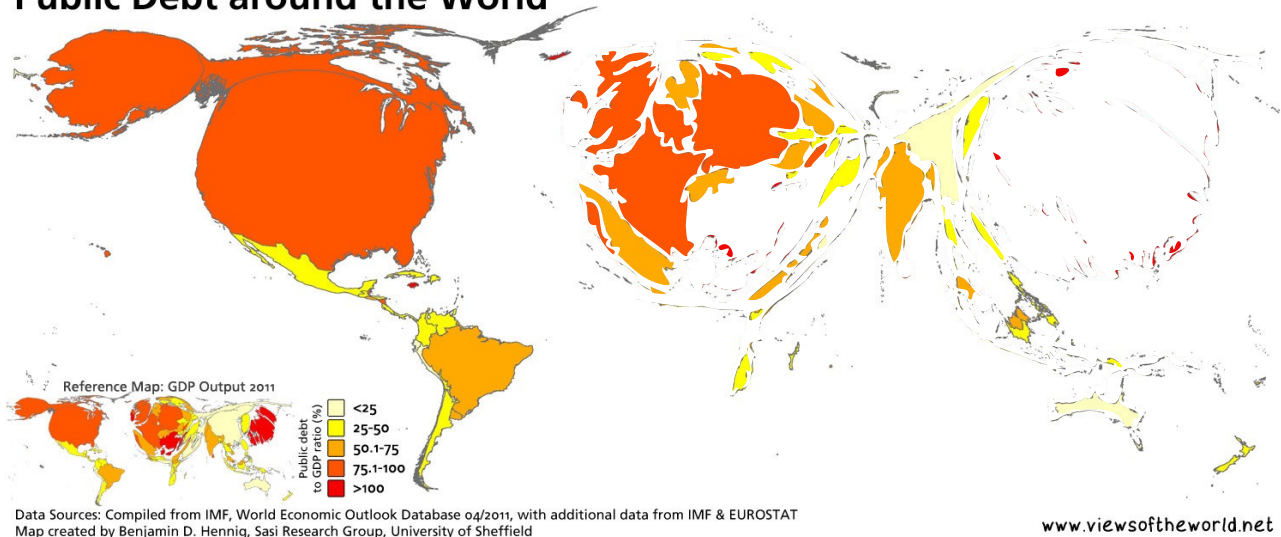 Public Debt around the World
Reference Map: GDP Output 2011
Public debt
to GDP ratio (%)
<25
25-50
50.1-75
75.1-100
>100
Data Sources: Compiled from IMF, World Economic Outlook Database 04/2011, with additional data from IMF & EUROSTAT
Map created by Benjamin D. Hennig, Sasi Research Group, University of Sheffield
www.viewsoftheworld.net